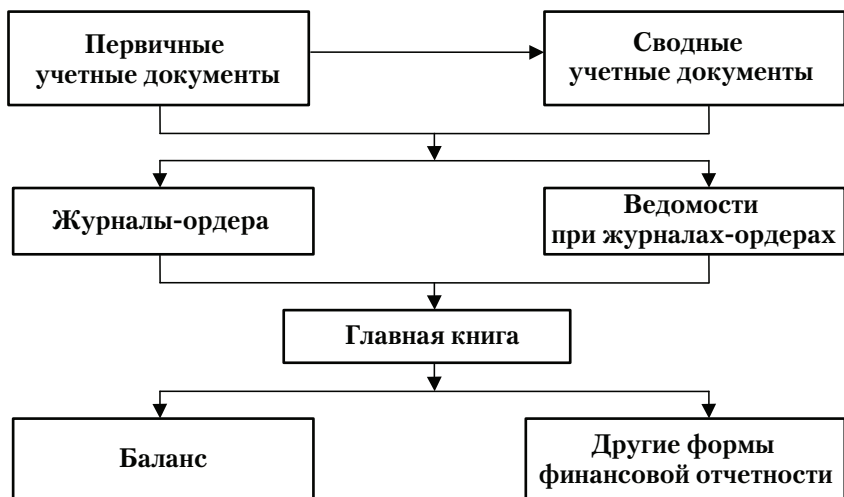 Первичные
учетные документы
Сводные
учетные документы
Журналы-ордера
Ведомости
при журналах-ордерах
Главная книга
Баланс
Другие формы
финансовой отчетности